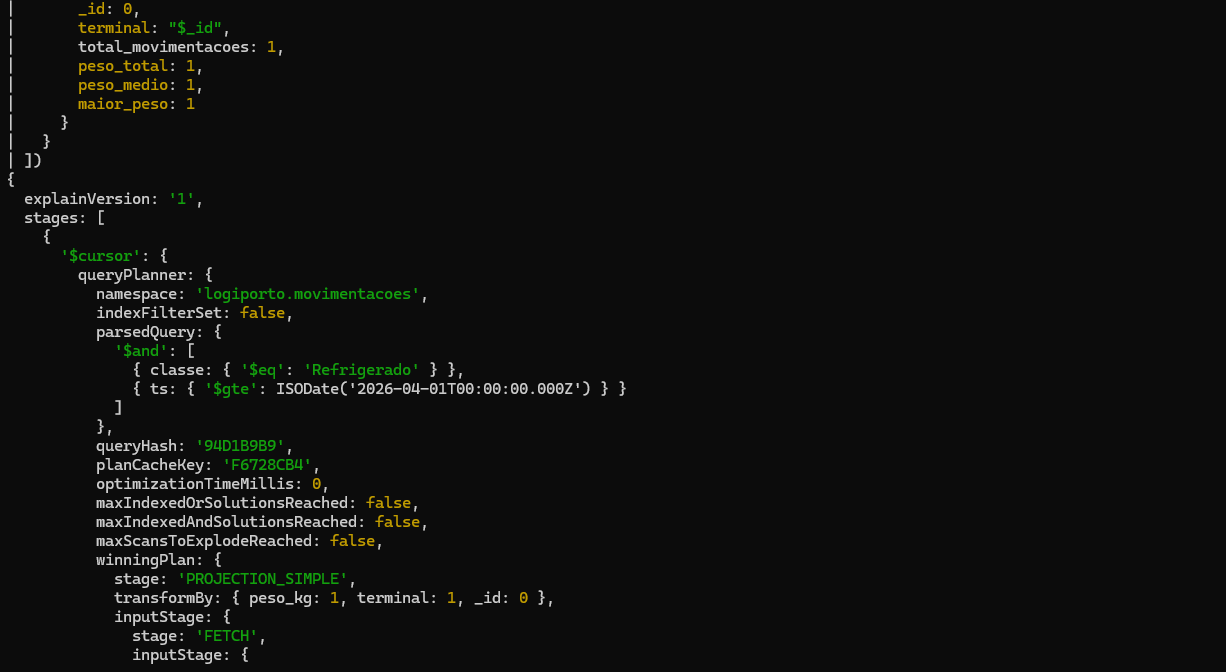 |       _id: 0,
|       terminal: "$_id",
|       total_movimentacoes: 1,
|       peso_total: 1,
|       peso_medio: 1,
|       maior_peso: 1
|     }
|   }
| ])
{
  explainVersion: '1',
  stages: [
    {
      '$cursor': {
        queryPlanner: {
          namespace: 'logiporto.movimentacoes',
          indexFilterSet: false,
          parsedQuery: {
            '$and': [
              { classe: { '$eq': 'Refrigerado' } },
              { ts: { '$gte': ISODate('2026-04-01T00:00:00.000Z') } }
            ]
          },
          queryHash: '94D1B9B9',
          planCacheKey: 'F6728CB4',
          optimizationTimeMillis: 0,
          maxIndexedOrSolutionsReached: false,
          maxIndexedAndSolutionsReached: false,
          maxScansToExplodeReached: false,
          winningPlan: {
            stage: 'PROJECTION_SIMPLE',
            transformBy: { peso_kg: 1, terminal: 1, _id: 0 },
            inputStage: {
              stage: 'FETCH',
              inputStage: {